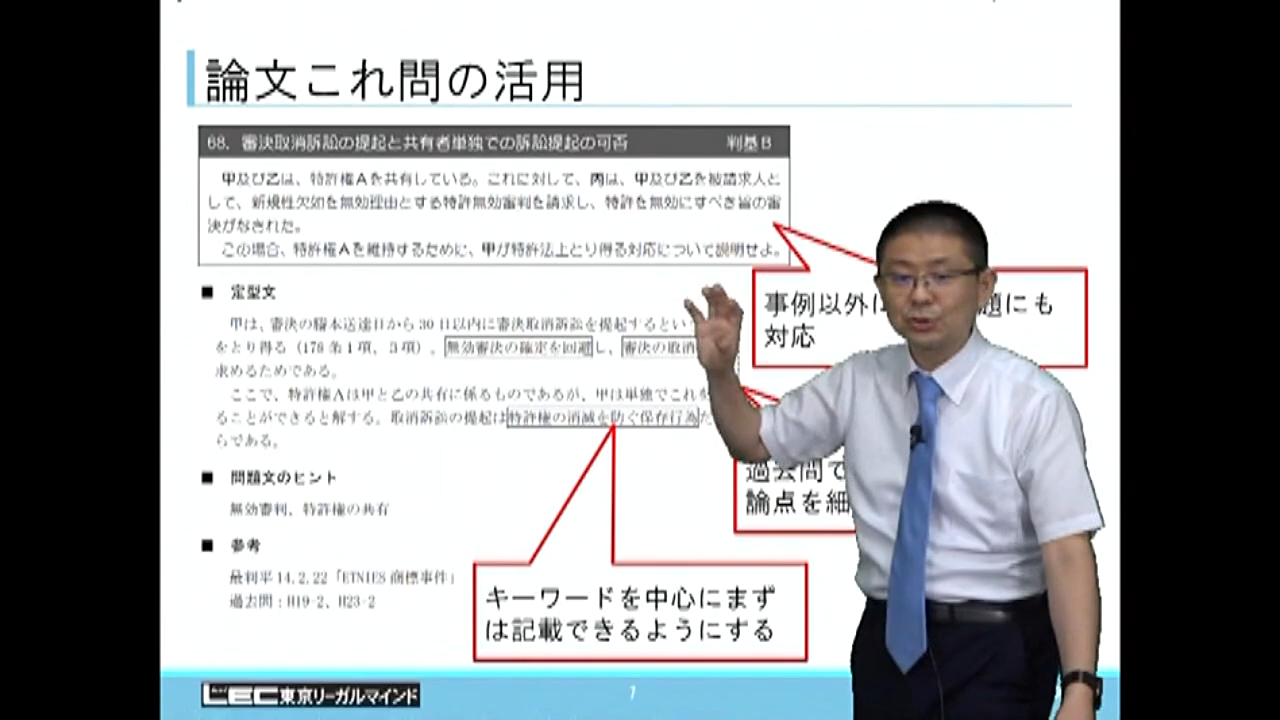 論文これ問の活用
68. 審決取消訴訟の提起と共有者単独での訴訟提起の可否 判基B
甲及び乙は、特許権Aを共有している。これに対して、丙は、甲及び乙を被請求人と
して、新規性欠如を無効理由とする特許無効審判を請求し、特許を無効にすべき旨の審
決がなされた。
この場合、特許権Aを維持するために、甲が特許法上とり得る対応について説明せよ。
■ 定型文
甲は、審決の謄本送達日から30日以内に審決取消訴訟を提起するとい
をとり得る（178条1項、3項）。無効審決の確定を回避し、審決の取消
求めるためである。
ここで、特許権Aは甲と乙の共有に係るものであるが、甲は単独でこれを
ることができると解する。取消訴訟の提起は特許権の消滅を防ぐ保存行為た
らである。
■ 問題文のヒント
無効審判、特許権の共有
■ 参考
最判平14.2.22「ETNIES商標事件」
過去問：H19-2、H23-2
事例以外に 題にも
対応
過去問で
論点を細
キーワードを中心にまず
は記載できるようにする
LEC東京リーガルマインド
7